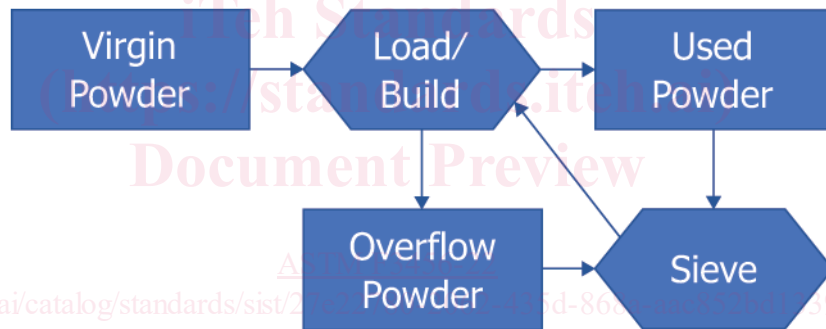 iTeh Standards
Virgin
Powder
Load/
Build
Used
Powder
Document Preview
Overflow
Powder
Sieve